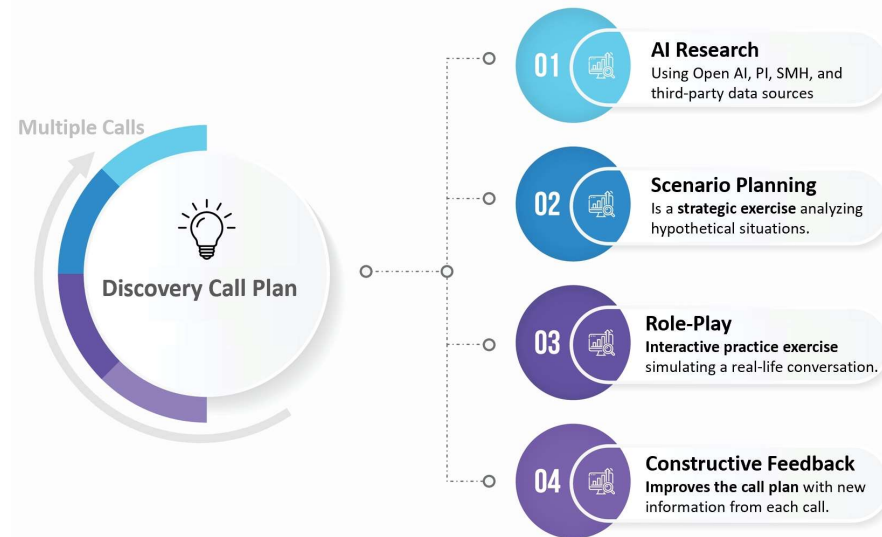 Multiple Calls
Discovery Call Plan
01
AI Research
Using Open AI, PI, SMH, and
third-party data sources
02
Scenario Planning
Is a strategic exercise analyzing
hypothetical situations.
03
Role-Play
Interactive practice exercise
simulating a real-life conversation.
04
Constructive Feedback
Improves the call plan with new
information from each call.